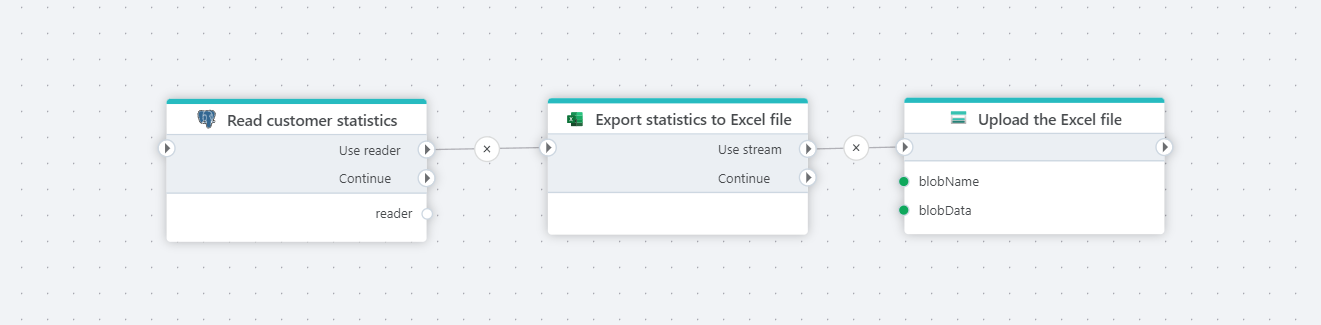 Read customer statistics
Use reader
Continue
reader
Export statistics to Excel file
Use stream
Continue
Upload the Excel file
blobName
blobData